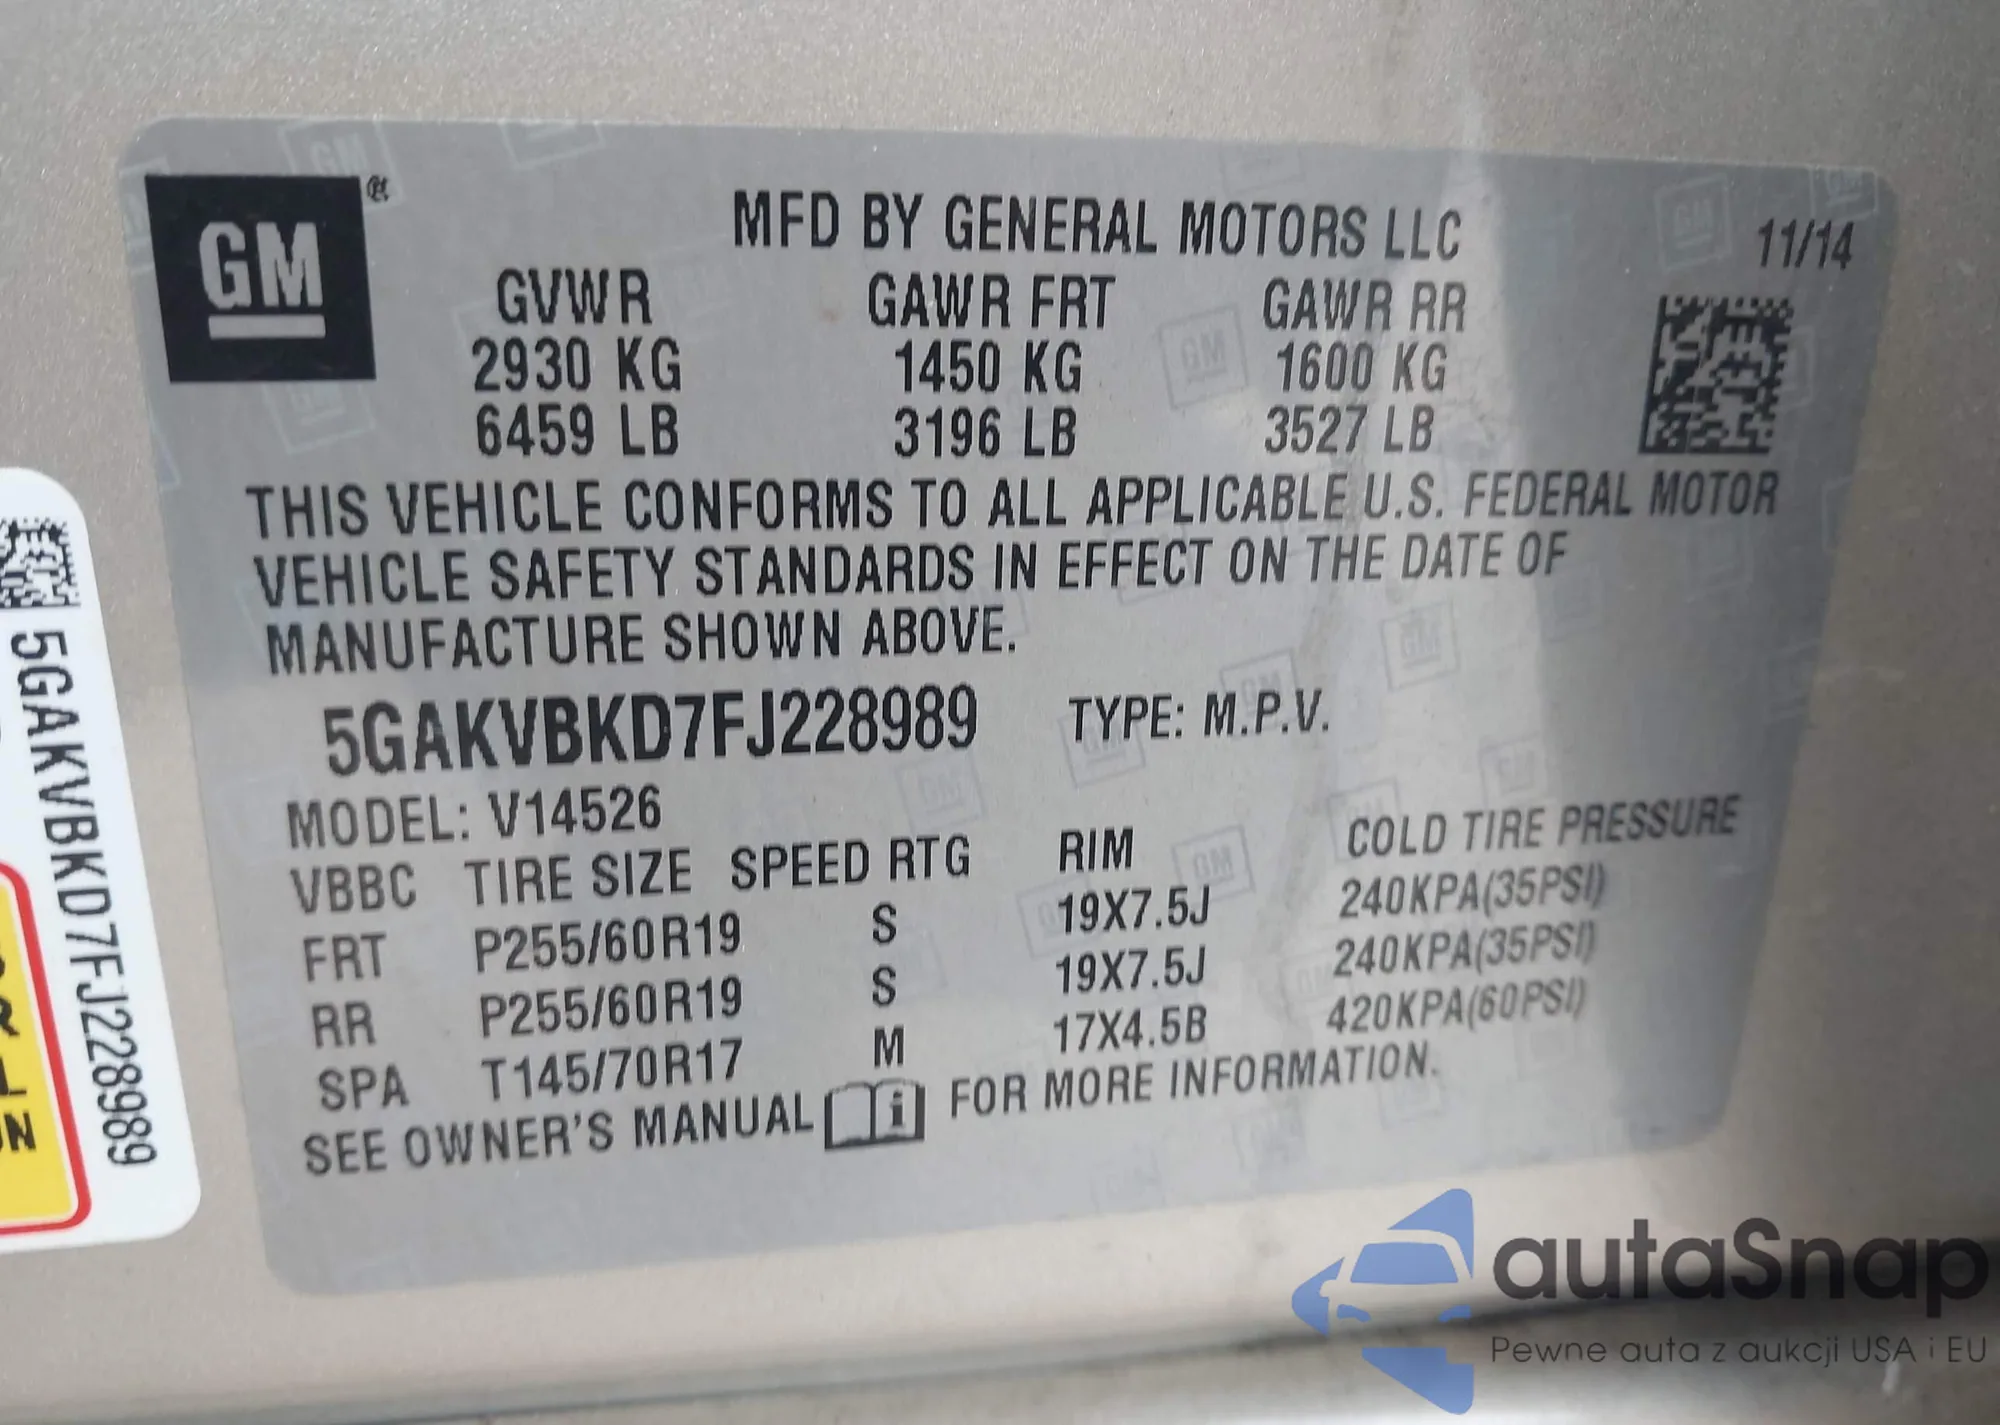 GM
MFD BY GENERAL MOTORS LLC
11/14
GVWR GAWR FRT GAWR RR
2930 KG 1450 KG 1600 KG
6459 LB 3196 LB 3527 LB
THIS VEHICLE CONFORMS TO ALL APPLICABLE U.S. FEDERAL MOTOR
VEHICLE SAFETY STANDARDS IN EFFECT ON THE DATE OF
MANUFACTURE SHOWN ABOVE.
5GAKVBKD7FJ228989 TYPE: M.P.V.
MODEL: V14526
VBBC TIRE SIZE SPEED RTG RIM COLD TIRE PRESSURE
FRT P255/60R19 S 19X7.5J 240KPA(35PSI)
RR P255/60R19 S 19X7.5J 240KPA(35PSI)
SPA T145/70R17 M 17X4.5B 420KPA(60PSI)
SEE OWNER'S MANUAL FOR MORE INFORMATION.
5GAKVBKD7FJ228989
autaSnap
Pewne auta z aukcji USA i EU